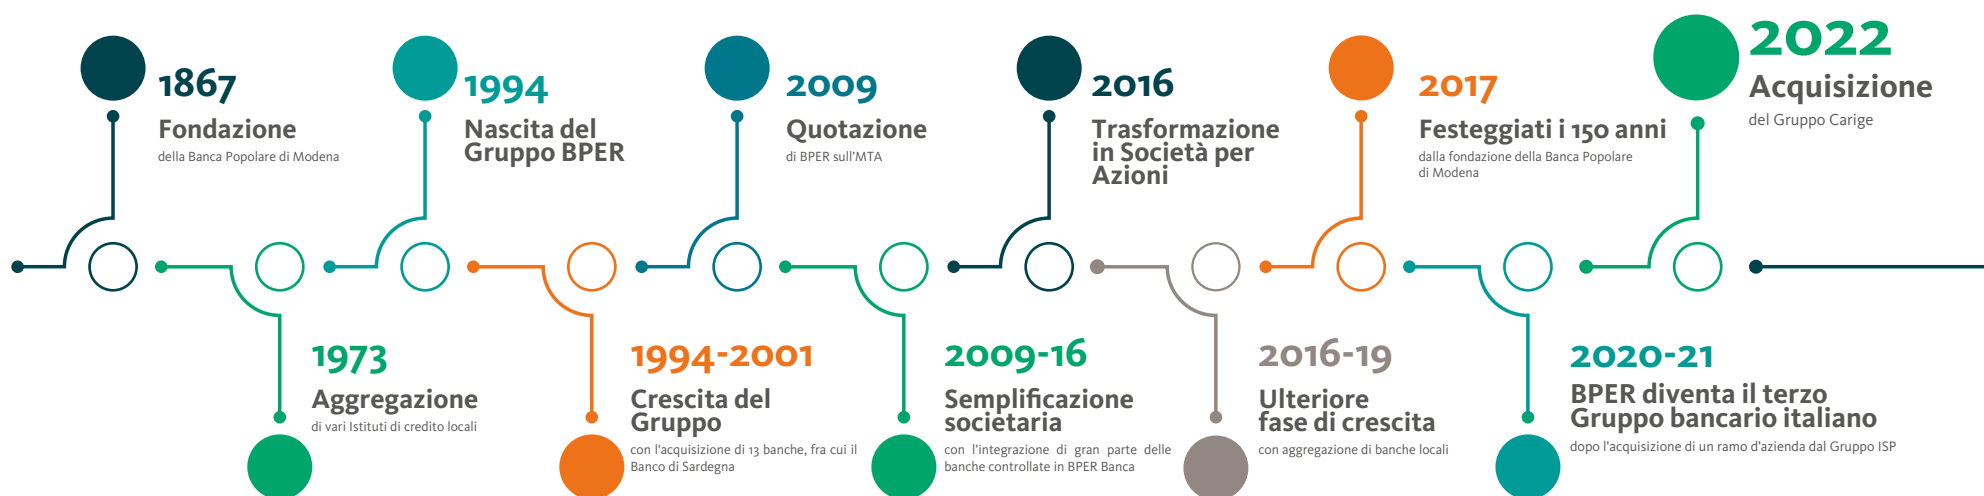 1867
Fondazione
della Banca Popolare di Modena
1973
Aggregazione
di vari Istituti di credito locali
1994
Nascita del
Gruppo BPER
1994-2001
Crescita del
Gruppo
con l'acquisizione di 13 banche, fra cui il
Banco di Sardegna
2009
Quotazione
di BPER sull'MTA
2009-16
Semplificazione
societaria
con l'integrazione di gran parte delle
banche controllate in BPER Banca
2016
Trasformazione
in Società per
Azioni
2016-19
Ulteriore
fase di crescita
con aggregazione di banche locali
2017
Festeggiati i 150 anni
dalla fondazione della Banca Popolare
di Modena
2020-21
BPER diventa il terzo
Gruppo bancario italiano
dopo l'acquisizione di un ramo d'azienda dal Gruppo ISP
2022
Acquisizione
del Gruppo Carige